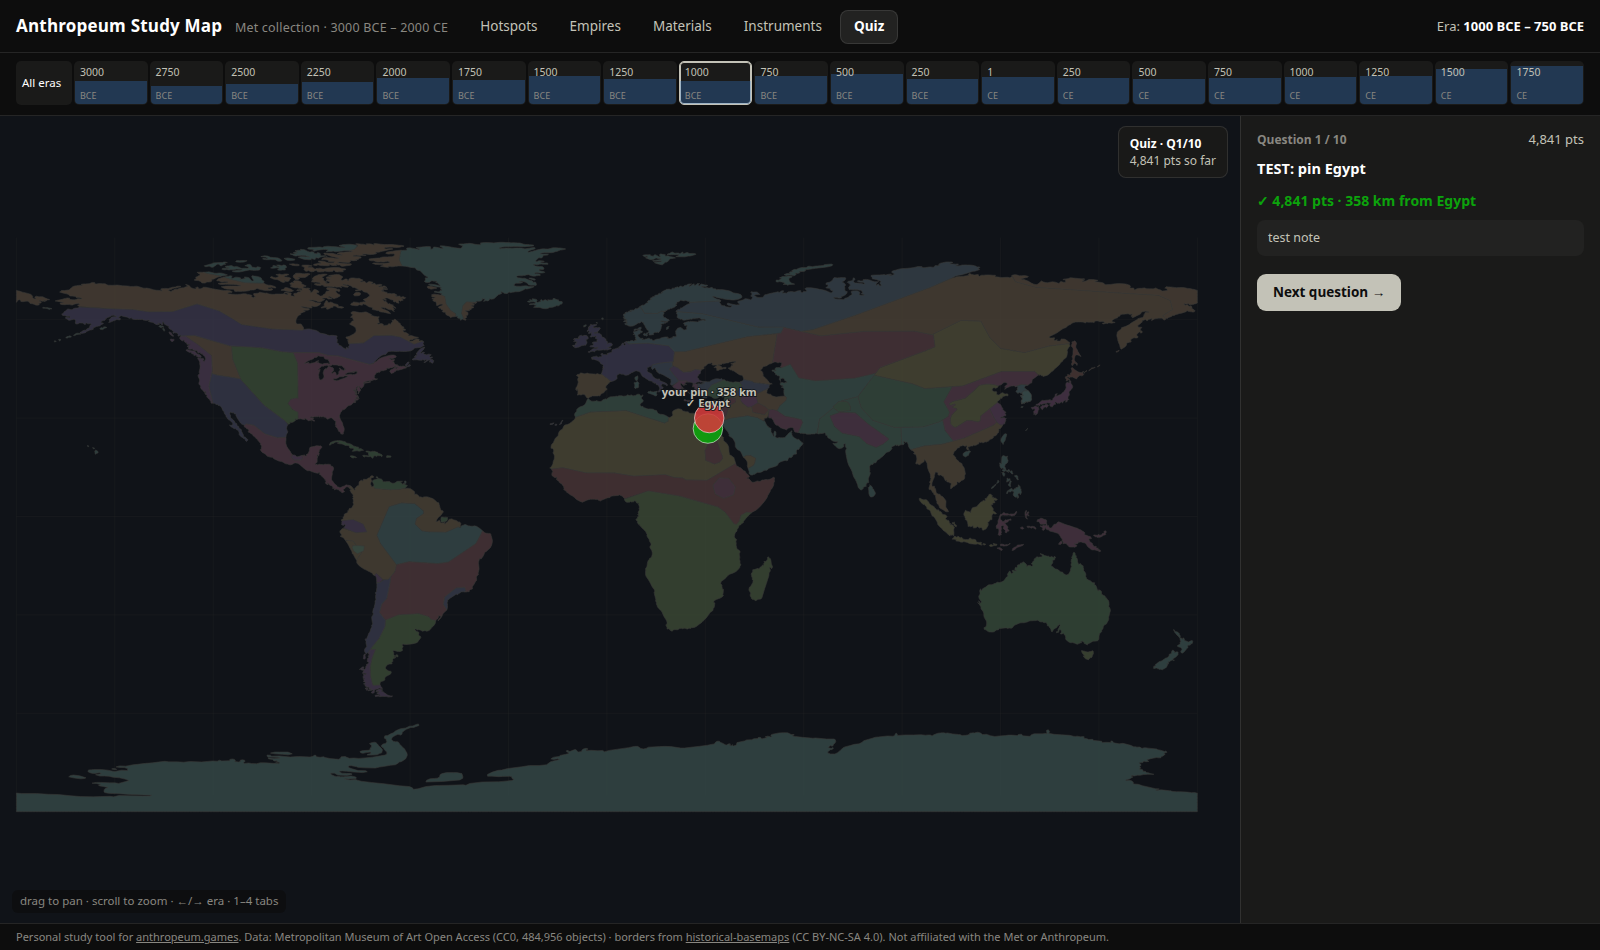 Anthropeum Study Map Met collection · 3000 BCE – 2000 CE Hotspots Empires Materials Instruments Quiz Era: 1000 BCE – 750 BCE
All eras 3000 BCE 2750 BCE 2500 BCE 2250 BCE 2000 BCE 1750 BCE 1500 BCE 1250 BCE 1000 BCE 750 BCE 500 BCE 250 BCE 1 CE 250 CE 500 CE 750 CE 1000 CE 1250 CE 1500 CE 1750 CE
Quiz · Q1/10
4,841 pts so far
your pin · 358 km
✓ Egypt
drag to pan · scroll to zoom · ←/→ era · 1–4 tabs
Question 1 / 10 4,841 pts
TEST: pin Egypt
✓ 4,841 pts · 358 km from Egypt
test note
Next question →
Personal study tool for anthropeum.games. Data: Metropolitan Museum of Art Open Access (CC0, 484,956 objects) · borders from historical-basemaps (CC BY-NC-SA 4.0). Not affiliated with the Met or Anthropeum.